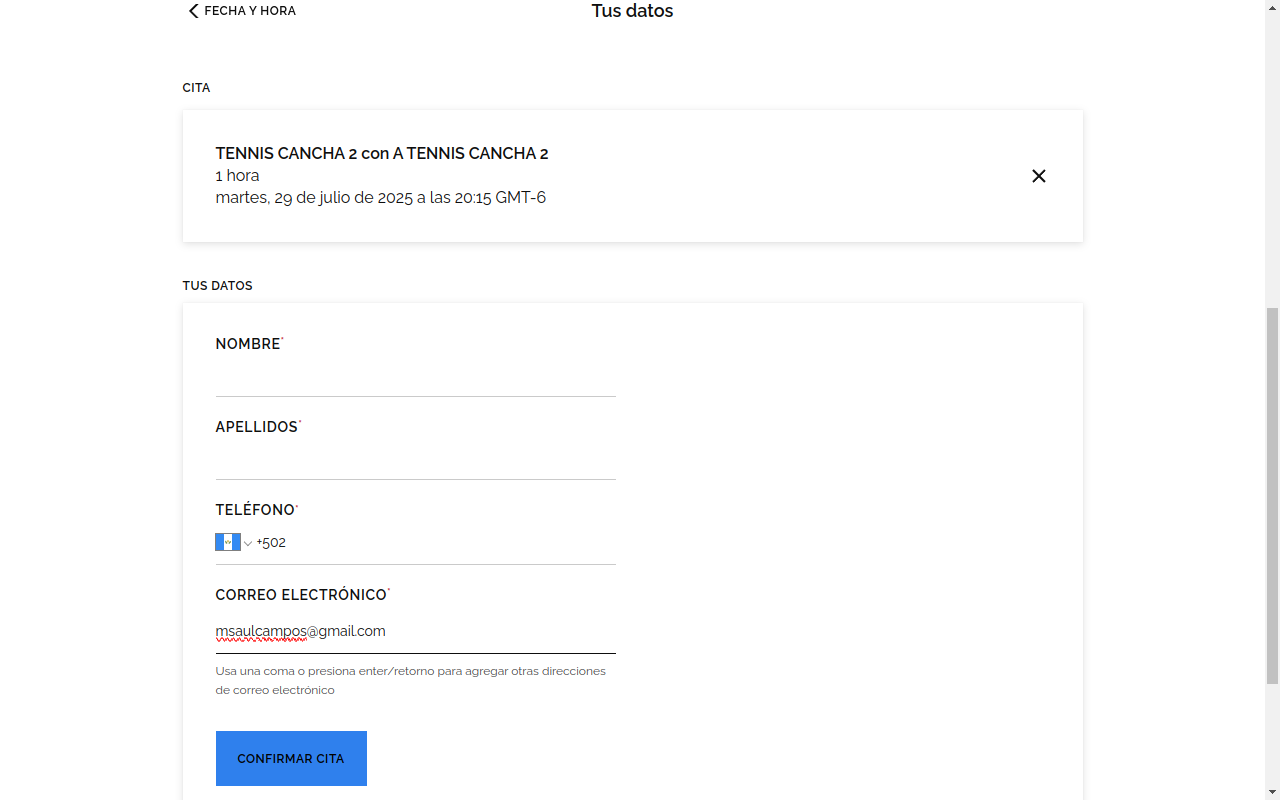 FECHA Y HORA
Tus datos
CITA
TENNIS CANCHA 2 con A TENNIS CANCHA 2
1 hora
martes, 29 de julio de 2025 a las 20:15 GMT-6
TUS DATOS
NOMBRE*
APELLIDOS*
TELÉFONO*
+502
CORREO ELECTRÓNICO*
msaulcampos@gmail.com
Usa una coma o presiona enter/retorno para agregar otras direcciones
de correo electrónico
CONFIRMAR CITA